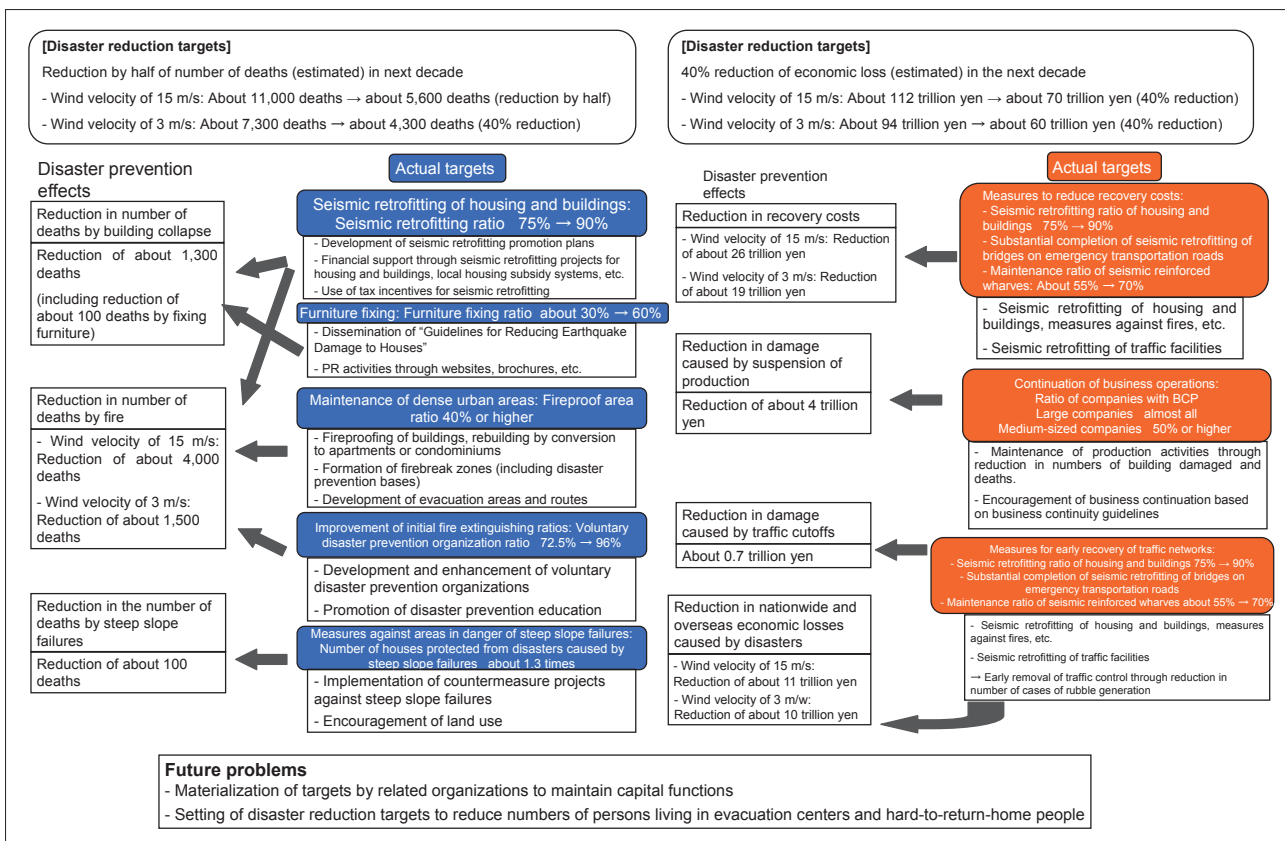 [Disaster reduction targets]
Reduction by half of number of deaths (estimated) in next decade
- Wind velocity of 15 m/s: About 11,000 deaths → about 5,600 deaths (reduction by half)
- Wind velocity of 3 m/s: About 7,300 deaths → about 4,300 deaths (40% reduction)
Disaster prevention
effects
Actual targets
Reduction in number of
deaths by building collapse
Reduction of about 1,300
deaths
(including reduction of
about 100 deaths by fixing
furniture)
Seismic retrofitting of housing and buildings:
Seismic retrofitting ratio 75% → 90%
- Development of seismic retrofitting promotion plans
- Financial support through seismic retrofitting projects for
housing and buildings, local housing subsidy systems, etc.
- Use of tax incentives for seismic retrofitting
Furniture fixing: Furniture fixing ratio about 30% → 60%
- Dissemination of “Guidelines for Reducing Earthquake
Damage to Houses”
- PR activities through websites, brochures, etc.
Reduction in number of
deaths by fire
- Wind velocity of 15 m/s:
Reduction of about 4,000
deaths
- Wind velocity of 3 m/s:
Reduction of about 1,500
deaths
Maintenance of dense urban areas: Fireproof area
ratio 40% or higher
- Fireproofing of buildings, rebuilding by conversion
to apartments or condominiums
- Formation of firebreak zones (including disaster
prevention bases)
- Development of evacuation areas and routes
Improvement of initial fire extinguishing ratios: Voluntary
disaster prevention organization ratio 72.5% → 96%
- Development and enhancement of voluntary
disaster prevention organizations
- Promotion of disaster prevention education
Reduction in the number of
deaths by steep slope
failures
Reduction of about 100
deaths
Measures against areas in danger of steep slope failures:
Number of houses protected from disasters caused by
steep slope failures about 1.3 times
- Implementation of countermeasure projects
against steep slope failures
- Encouragement of land use
[Disaster reduction targets]
40% reduction of economic loss (estimated) in the next decade
- Wind velocity of 15 m/s: About 112 trillion yen → about 70 trillion yen (40% reduction)
- Wind velocity of 3 m/s: About 94 trillion yen → about 60 trillion yen (40% reduction)
Disaster prevention
effects
Actual targets
Reduction in recovery costs
- Wind velocity of 15 m/s: Reduction
of about 26 trillion yen
- Wind velocity of 3 m/s: Reduction
of about 19 trillion yen
Measures to reduce recovery costs:
- Seismic retrofitting ratio of housing and
buildings 75% → 90%
- Substantial completion of seismic retrofitting of
bridges on emergency transportation roads
- Maintenance ratio of seismic reinforced
wharves: About 55% → 70%
- Seismic retrofitting of housing and
buildings, measures against fires, etc.
- Seismic retrofitting of traffic facilities
Reduction in damage
caused by suspension of
production
Reduction of about 4 trillion
yen
Continuation of business operations:
Ratio of companies with BCP
Large companies almost all
Medium-sized companies 50% or higher
- Maintenance of production activities through
reduction in numbers of building damaged and
deaths.
- Encouragement of business continuation based
on business continuity guidelines
Reduction in damage
caused by traffic cutoffs
About 0.7 trillion yen
Measures for early recovery of traffic networks:
- Seismic retrofitting ratio of housing and buildings 75% → 90%
- Substantial completion of seismic retrofitting of bridges on
emergency transportation roads
- Maintenance ratio of seismic reinforced wharves about 55% → 70%
- Seismic retrofitting of housing and buildings, measures
against fires, etc.
- Seismic retrofitting of traffic facilities
→ Early removal of traffic control through reduction in
number of cases of rubble generation
Reduction in nationwide and
overseas economic losses
caused by disasters
- Wind velocity of 15 m/s:
Reduction of about 11 trillion yen
- Wind velocity of 3 m/w:
Reduction of about 10 trillion yen
Future problems
- Materialization of targets by related organizations to maintain capital functions
- Setting of disaster reduction targets to reduce numbers of persons living in evacuation centers and hard-to-return-home people